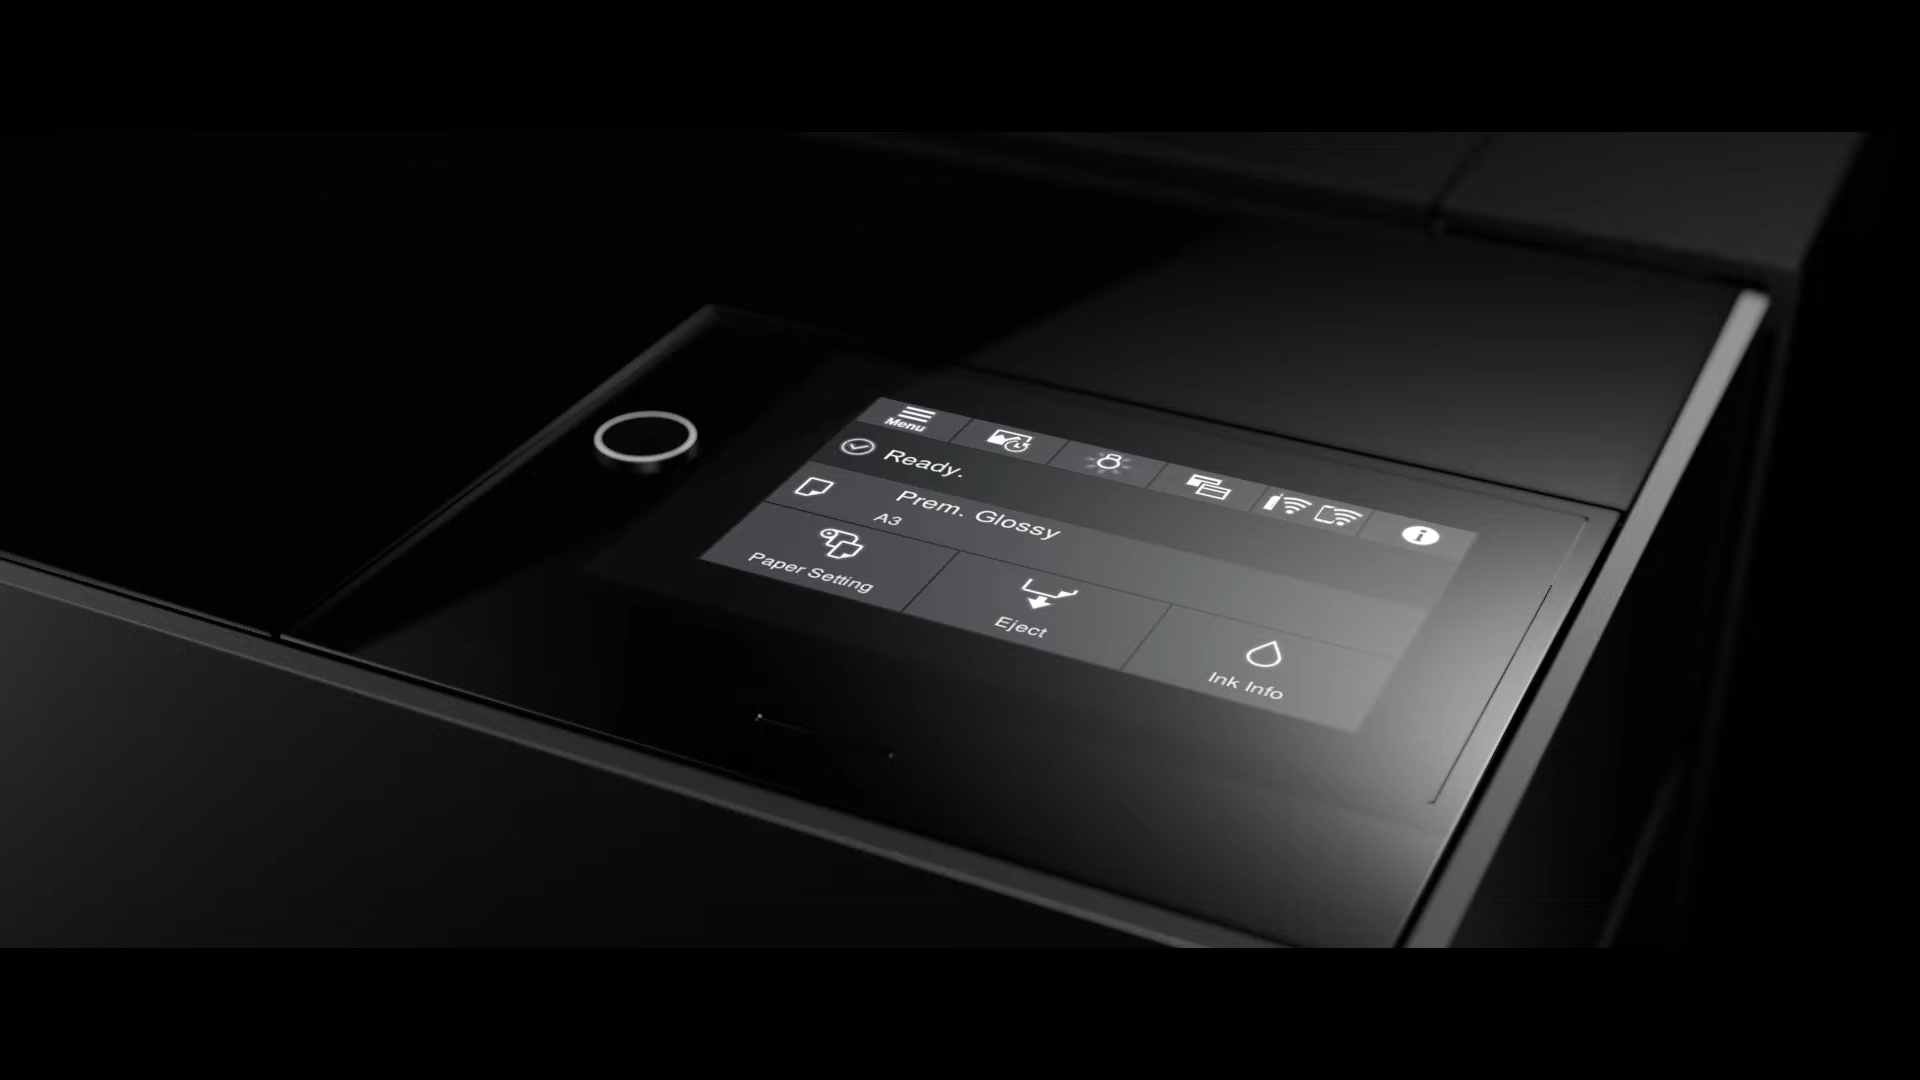 Menu
Ready.
Prem. Glossy
A3
Paper Setting
Eject
Ink Info